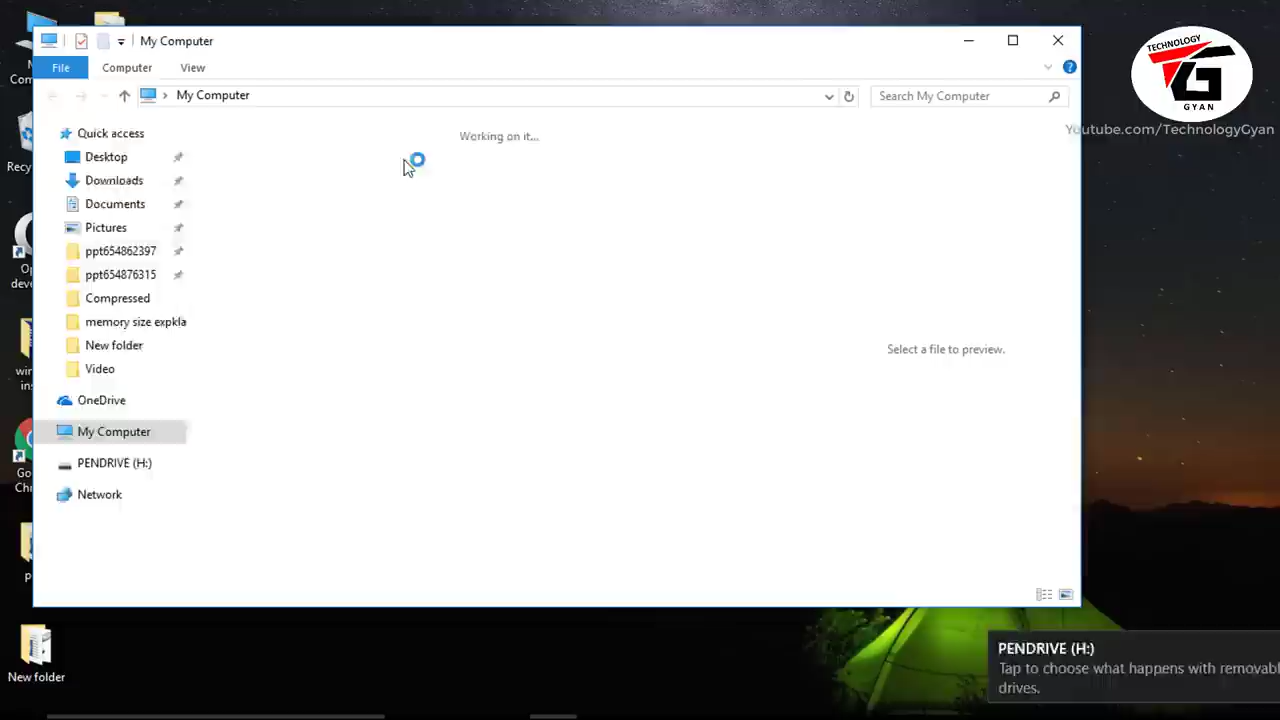 My Computer
File
Computer
View
My Computer
Search My Computer
Quick access
Desktop
Downloads
Documents
Pictures
ppt654862397
ppt654876315
Compressed
memory size expkla
New folder
Video
OneDrive
My Computer
PENDRIVE (H:)
Network
Working on it...
Select a file to preview.
TECHNOLOGY
TG
GYAN
Youtube.com/TechnologyGyan
New folder
PENDRIVE (H:)
Tap to choose what happens with removabl
drives.